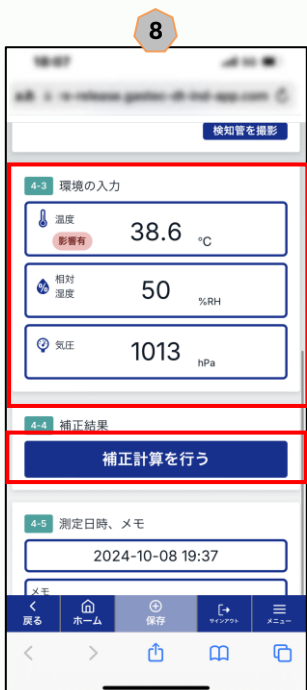 8
検知管を撮影
4-3 環境の入力
温度
影響有
38.6 °C
相対
湿度
50 %RH
気圧
1013 hPa
4-4 補正結果
補正計算を行う
4-5 測定日時、メモ
2024-10-08 19:37
メモ
戻る ホーム 保存 サインアウト メニュー